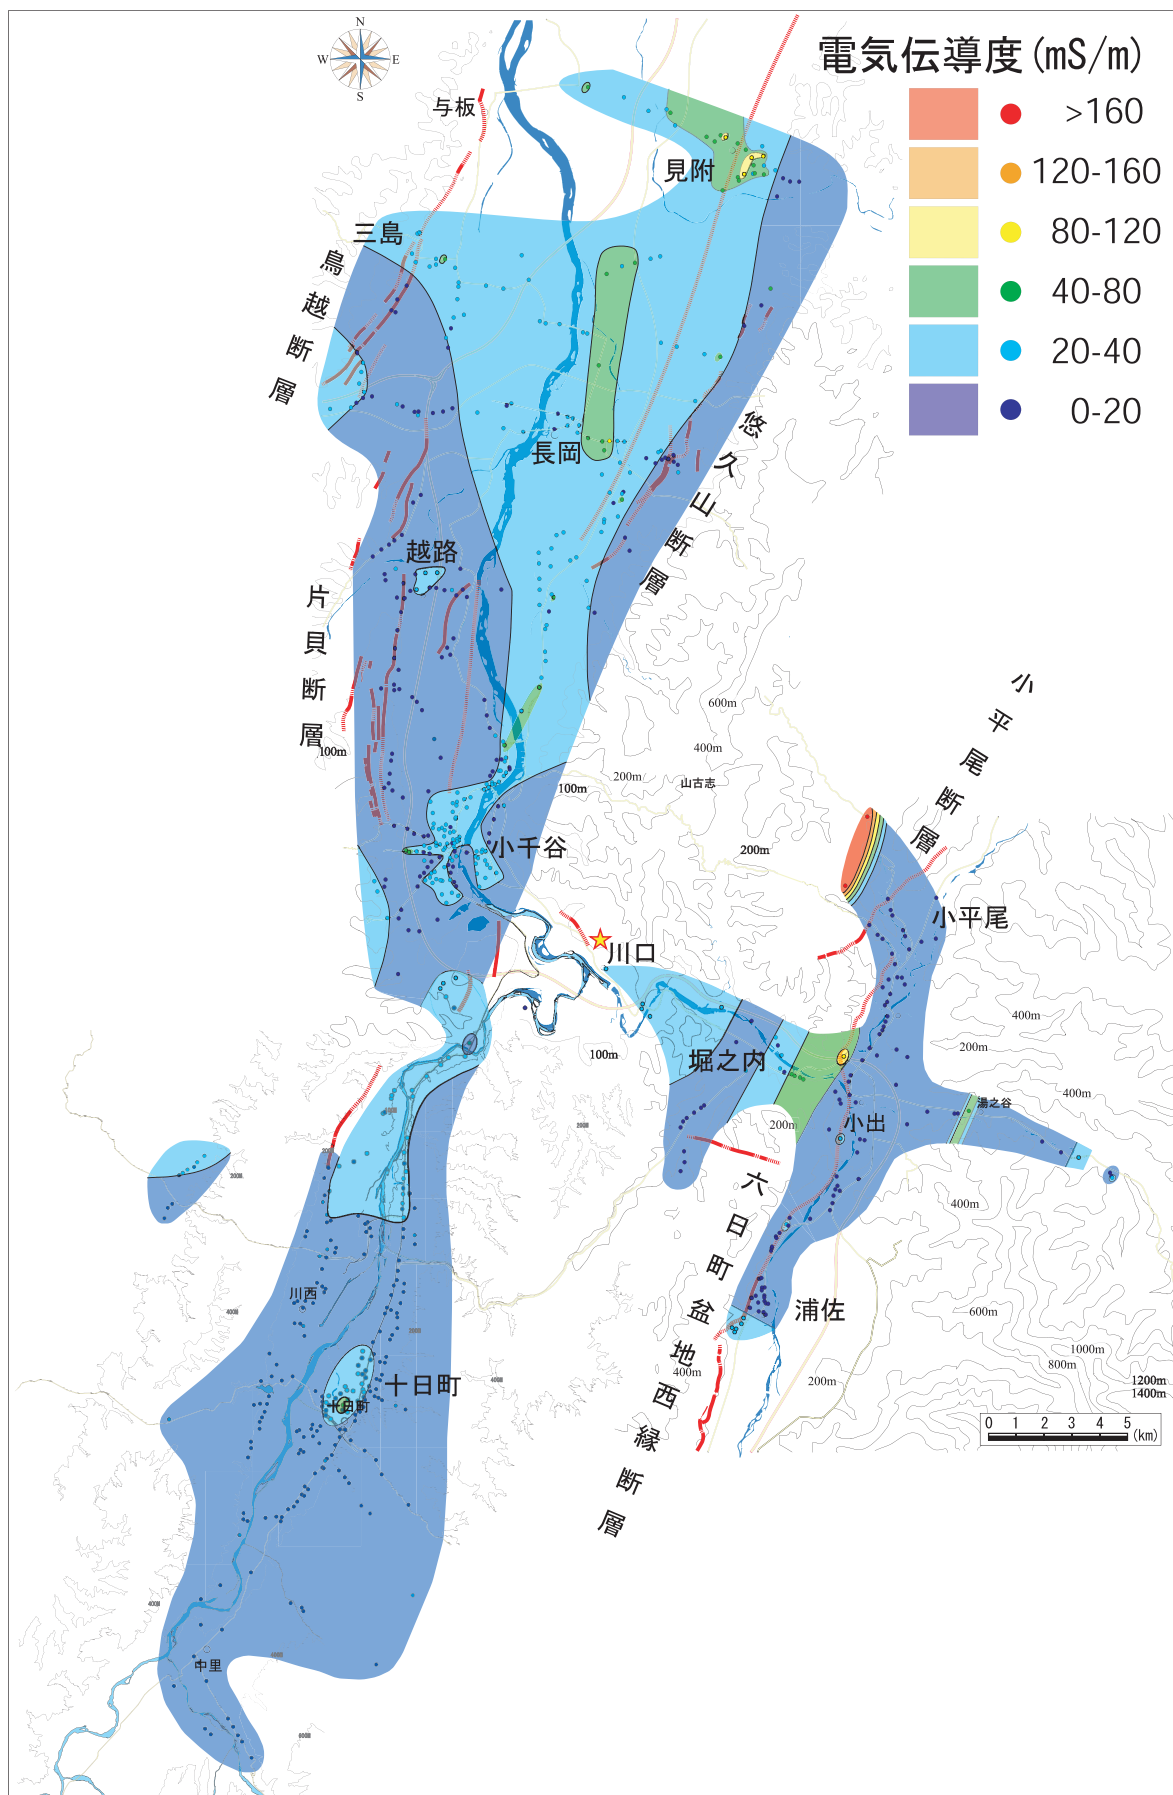 電気伝導度(mS/m)
>160
120-160
80-120
40-80
20-40
0-20
N
W
E
S
与板
見附
三島
鳥越断層
長岡
悠久山断層
越路
片貝断層
100m
小平尾断層
600m
400m
200m
山古志
100m
200m
小千谷
小平尾
川口
400m
200m
100m
堀之内
400m
湯之谷
200m
小出
200m
400m
六日町盆地西縁断層
川西
浦佐
600m
1000m
800m
400m
200m
1200m
1400m
十日町
十日町
0 1 2 3 4 5
(km)
中里